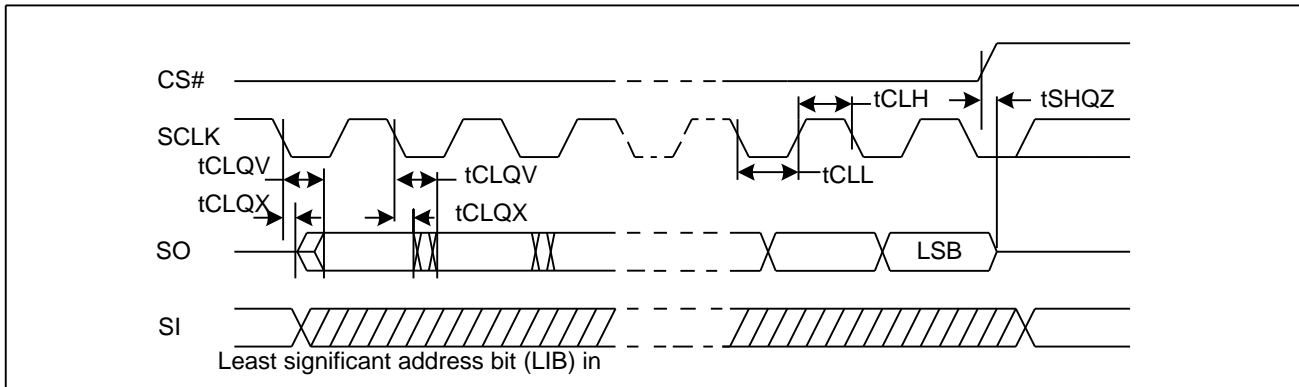 CS#
tCLH
tSHQZ
SCLK
tCLQV
tCLQV
tCLL
tCLQX
tCLQX
SO
LSB
SI
Least significant address bit (LIB) in